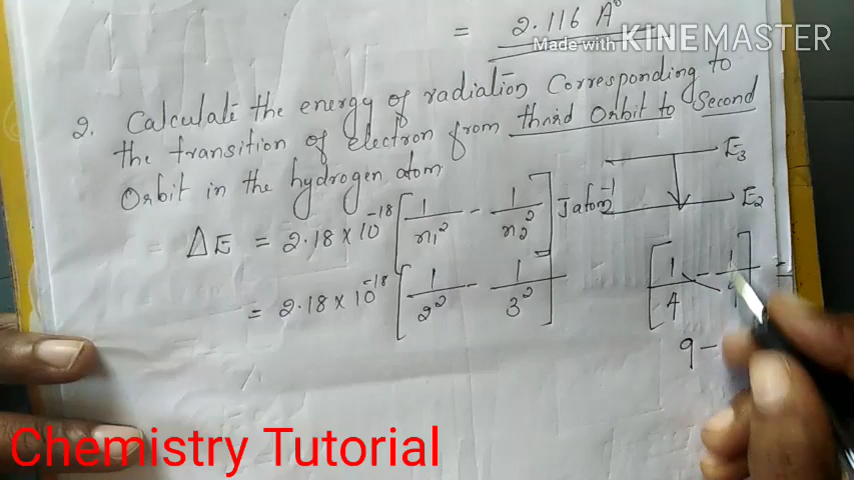 = 2.116 A°
Made with KINEMASTER
2. Calculate the energy of radiation Corresponding to
the transition of electron from third Orbit to Second
Orbit in the hydrogen atom
E3
ΔE = 2.18 × 10⁻¹⁸ [1/n₁² - 1/n₂²] J atom⁻¹
E2
= 2.18 × 10⁻¹⁸ [1/2² - 1/3²]
[1/4 - 1/ ] =
9 -
Chemistry Tutorial